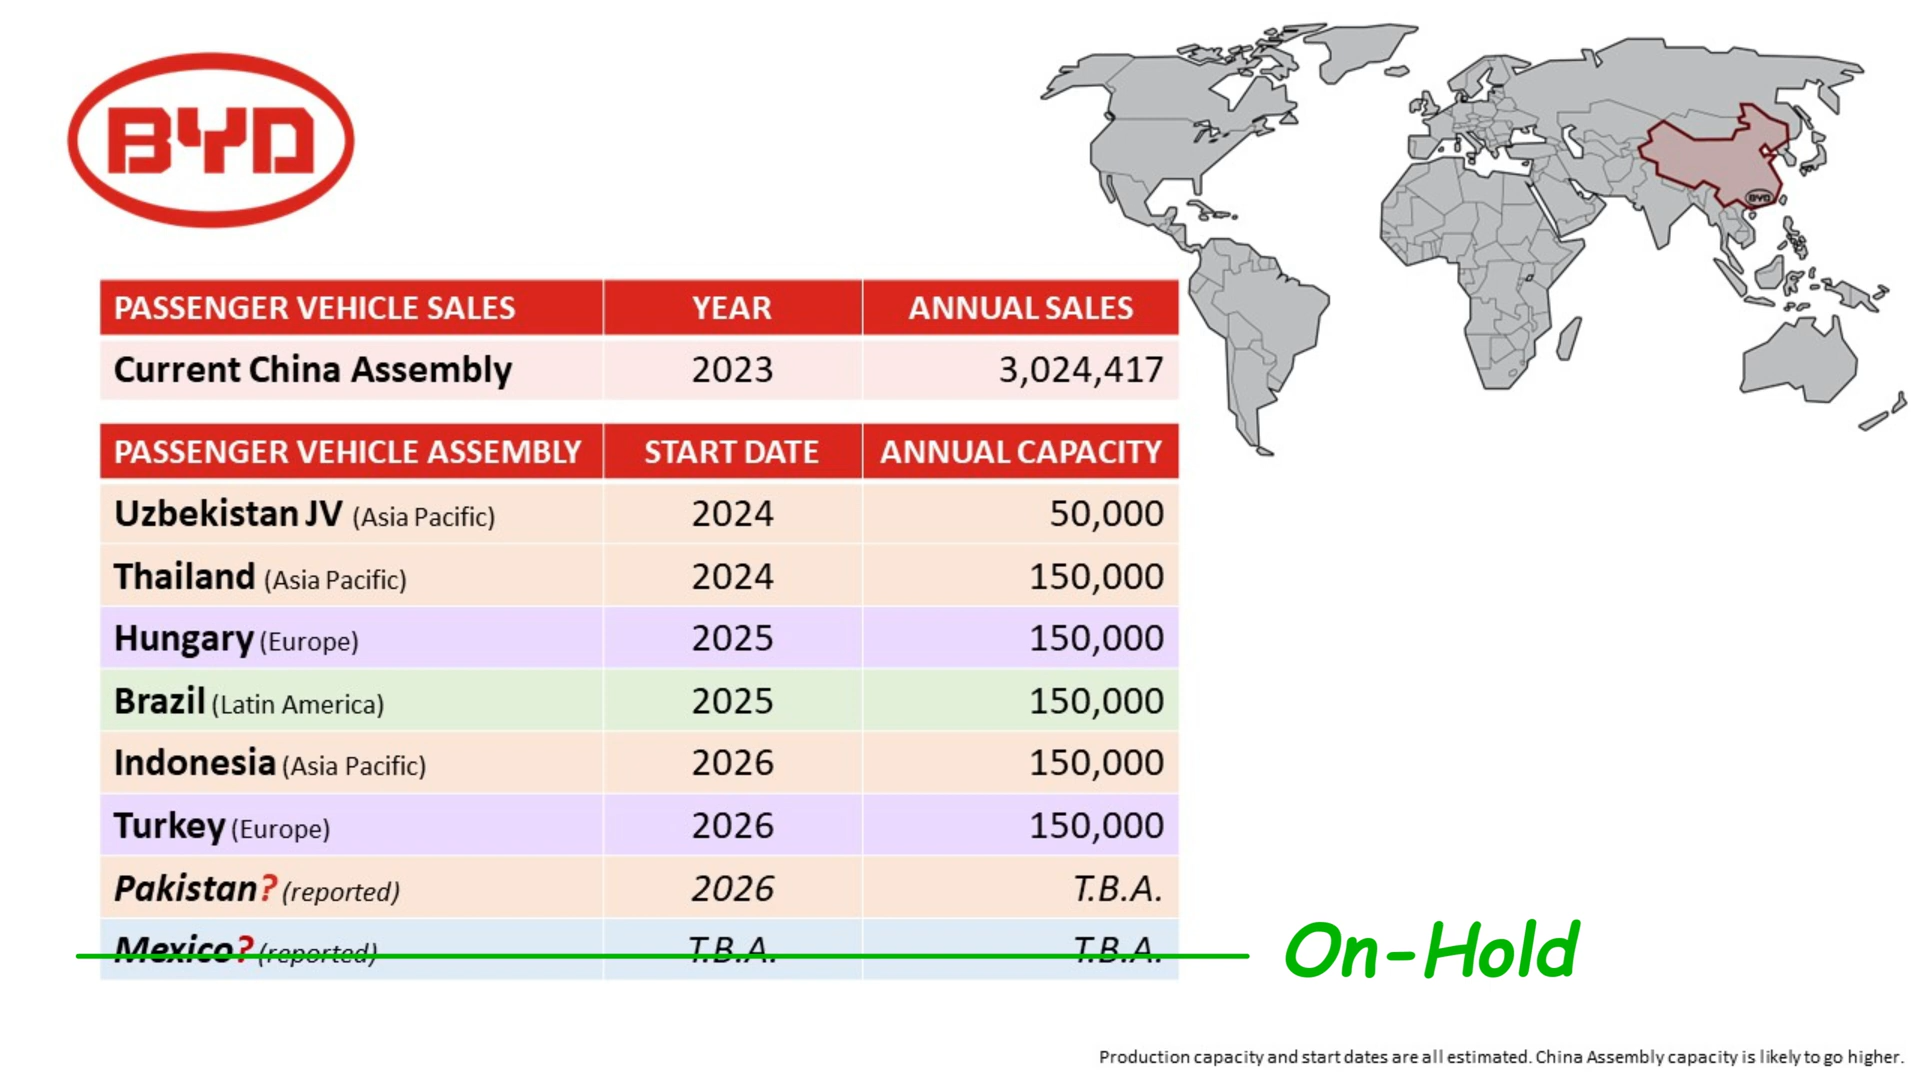 BYD
BYD
PASSENGER VEHICLE SALES YEAR ANNUAL SALES
Current China Assembly 2023 3,024,417
PASSENGER VEHICLE ASSEMBLY START DATE ANNUAL CAPACITY
Uzbekistan JV (Asia Pacific) 2024 50,000
Thailand (Asia Pacific) 2024 150,000
Hungary (Europe) 2025 150,000
Brazil (Latin America) 2025 150,000
Indonesia (Asia Pacific) 2026 150,000
Turkey (Europe) 2026 150,000
Pakistan? (reported) 2026 T.B.A.
Mexico? (reported) T.B.A. T.B.A. On-Hold
Production capacity and start dates are all estimated. China Assembly capacity is likely to go higher.